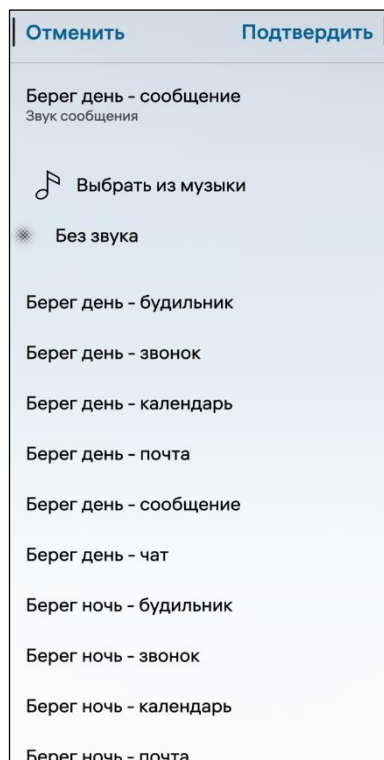 Отменить Подтвердить
Берег день - сообщение
Звук сообщения
Выбрать из музыки
Без звука
Берег день - будильник
Берег день - звонок
Берег день - календарь
Берег день - почта
Берег день - сообщение
Берег день - чат
Берег ночь - будильник
Берег ночь - звонок
Берег ночь - календарь
Берег ночь - почта